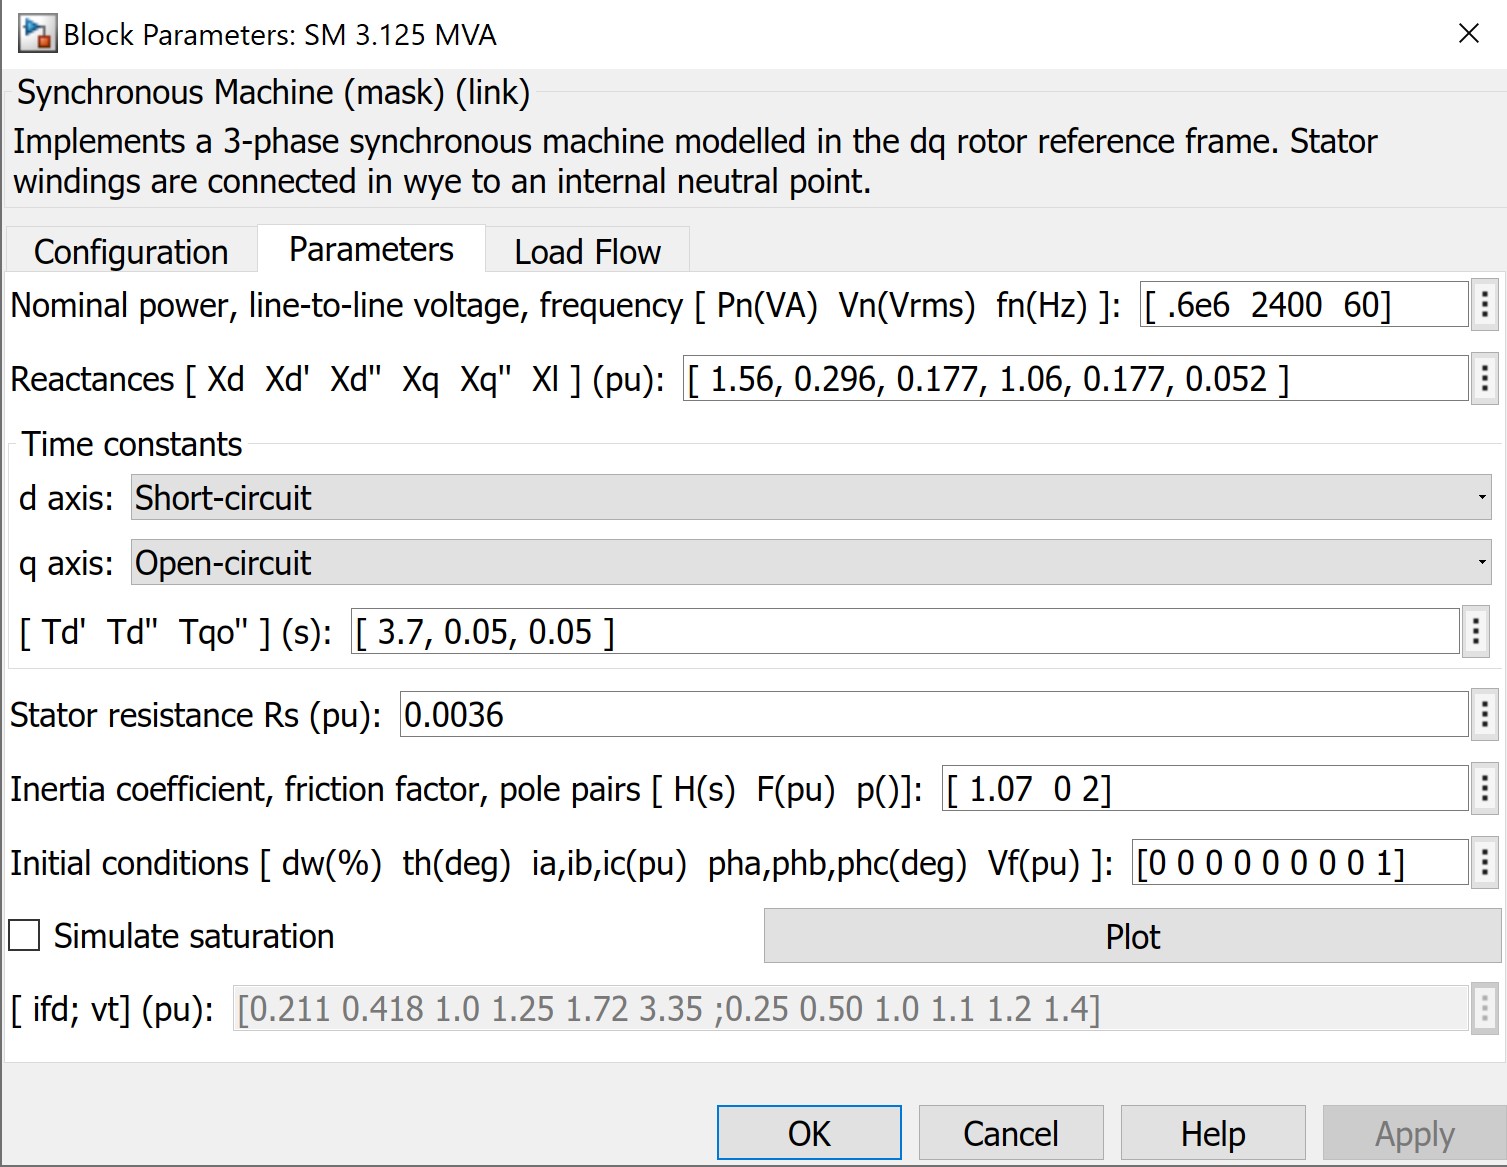 Block Parameters: SM 3.125 MVA
Synchronous Machine (mask) (link)
Implements a 3-phase synchronous machine modelled in the dq rotor reference frame. Stator
windings are connected in wye to an internal neutral point.
Configuration Parameters Load Flow
Nominal power, line-to-line voltage, frequency [ Pn(VA) Vn(Vrms) fn(Hz) ]: [ .6e6 2400 60]
Reactances [ Xd Xd' Xd'' Xq Xq'' Xl ] (pu): [ 1.56, 0.296, 0.177, 1.06, 0.177, 0.052 ]
Time constants
d axis: Short-circuit
q axis: Open-circuit
[ Td' Td'' Tqo'' ] (s): [ 3.7, 0.05, 0.05 ]
Stator resistance Rs (pu): 0.0036
Inertia coefficient, friction factor, pole pairs [ H(s) F(pu) p()]: [ 1.07 0 2]
Initial conditions [ dw(%) th(deg) ia,ib,ic(pu) pha,phb,phc(deg) Vf(pu) ]: [0 0 0 0 0 0 0 0 1]
Simulate saturation Plot
[ ifd; vt] (pu): [0.211 0.418 1.0 1.25 1.72 3.35 ;0.25 0.50 1.0 1.1 1.2 1.4]
OK Cancel Help Apply